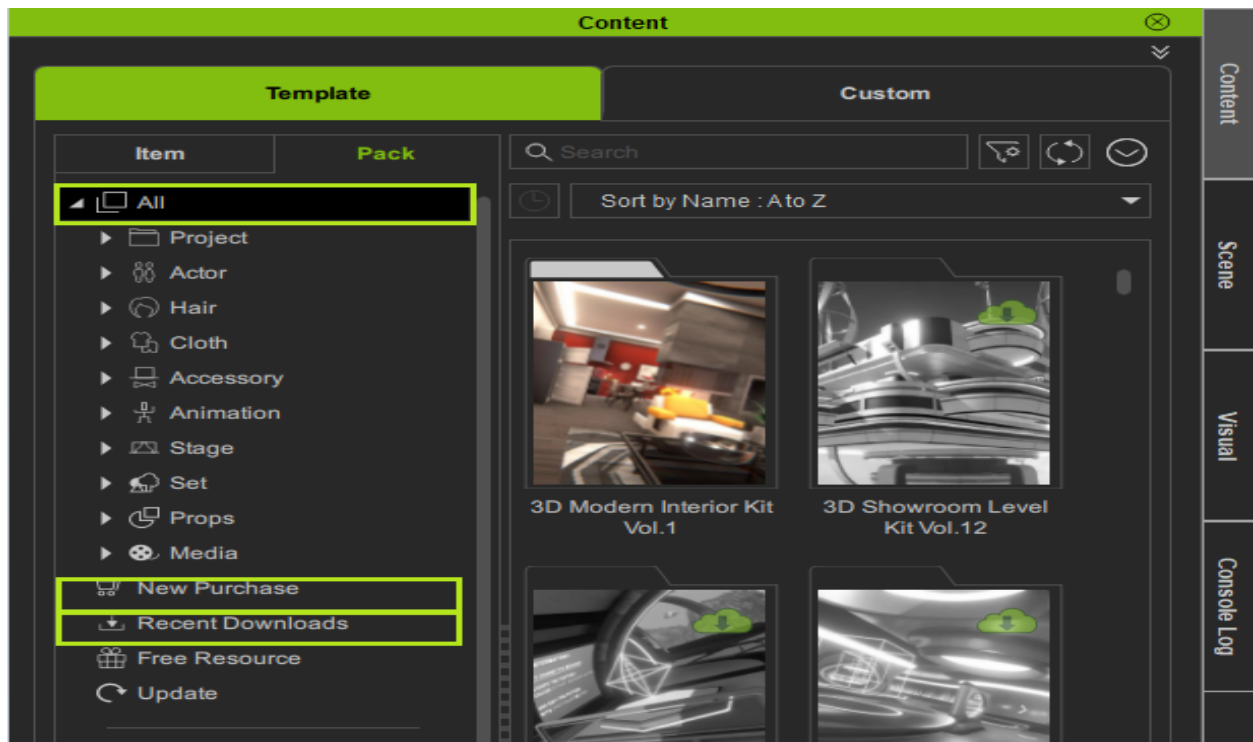 Content
Template
Custom
Item
Pack
Search
All
Sort by Name : A to Z
Project
Actor
Hair
Cloth
Accessory
Animation
Stage
Set
Props
Media
New Purchase
Recent Downloads
Free Resource
Update
3D Modern Interior Kit
Vol.1
3D Showroom Level
Kit Vol.12
Content
Scene
Visual
Console Log